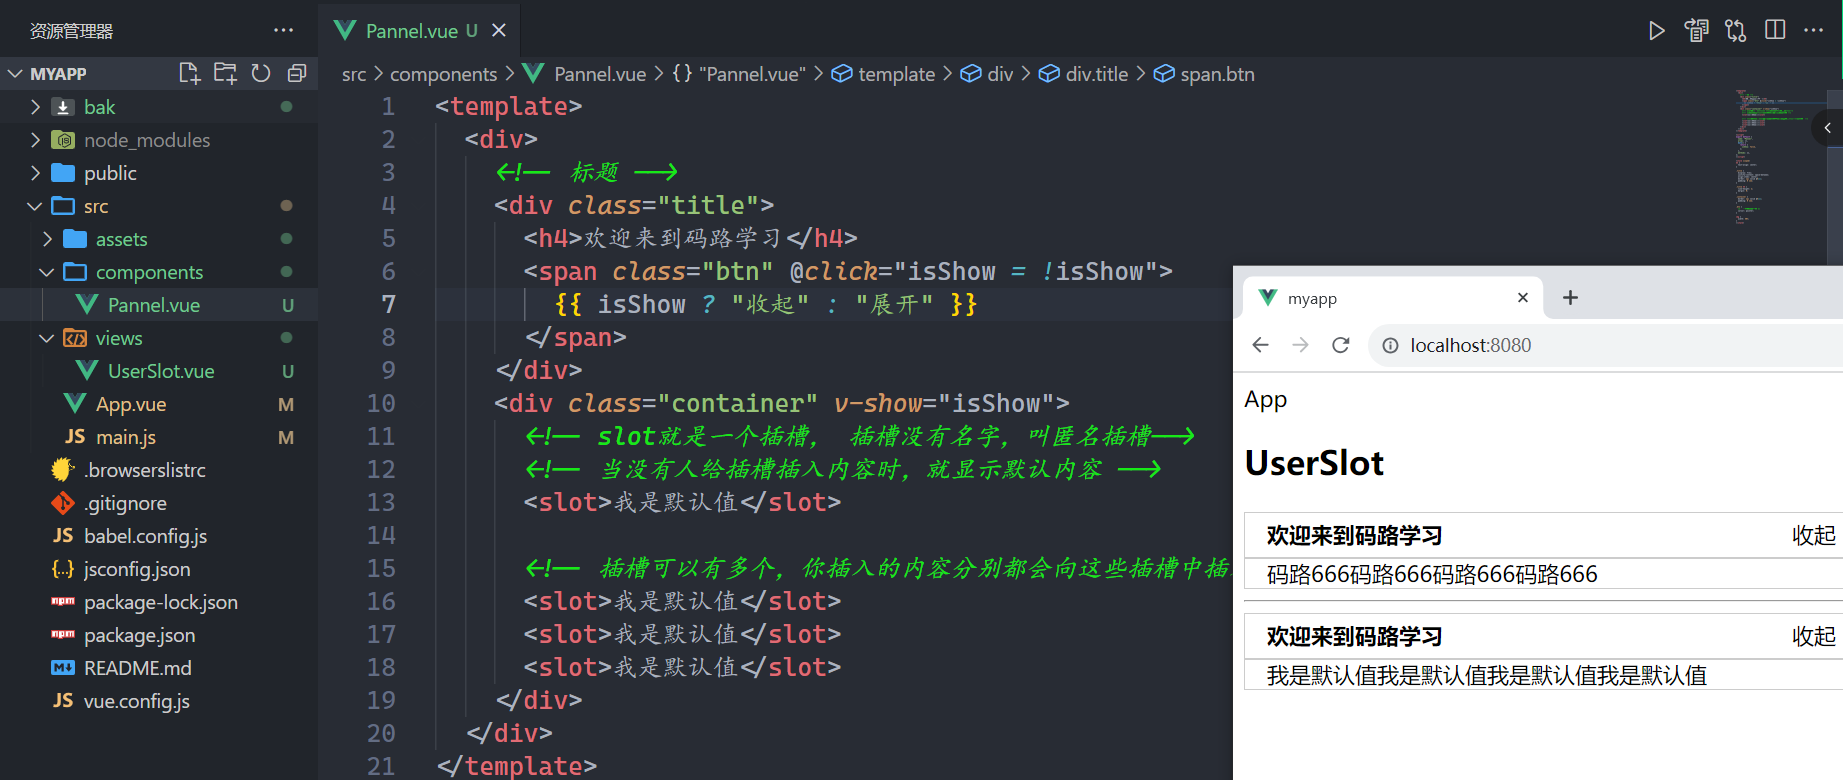 资源管理器 ···
MYAPP
bak
node_modules
public
src
assets
components
Pannel.vue U
views
UserSlot.vue U
App.vue M
JS main.js M
.browserslistrc
.gitignore
JS babel.config.js
{..} jsconfig.json
npm package-lock.json
npm package.json
README.md
JS vue.config.js
Pannel.vue U
src > components > Pannel.vue > {} "Pannel.vue" > template > div > div.title > span.btn
1 <template>
2 <div>
3 <!-- 标题 -->
4 <div class="title">
5 <h4>欢迎来到码路学习</h4>
6 <span class="btn" @click="isShow = !isShow">
7 {{ isShow ? "收起" : "展开" }}
8 </span>
9 </div>
10 <div class="container" v-show="isShow">
11 <!-- slot就是一个插槽， 插槽没有名字，叫匿名插槽-->
12 <!-- 当没有人给插槽插入内容时，就显示默认内容 -->
13 <slot>我是默认值</slot>
14
15 <!-- 插槽可以有多个，你插入的内容分别都会向这些插槽中插
16 <slot>我是默认值</slot>
17 <slot>我是默认值</slot>
18 <slot>我是默认值</slot>
19 </div>
20 </div>
21 </template>
myapp
localhost:8080
App
UserSlot
欢迎来到码路学习 收起
码路666码路666码路666码路666
欢迎来到码路学习 收起
我是默认值我是默认值我是默认值我是默认值